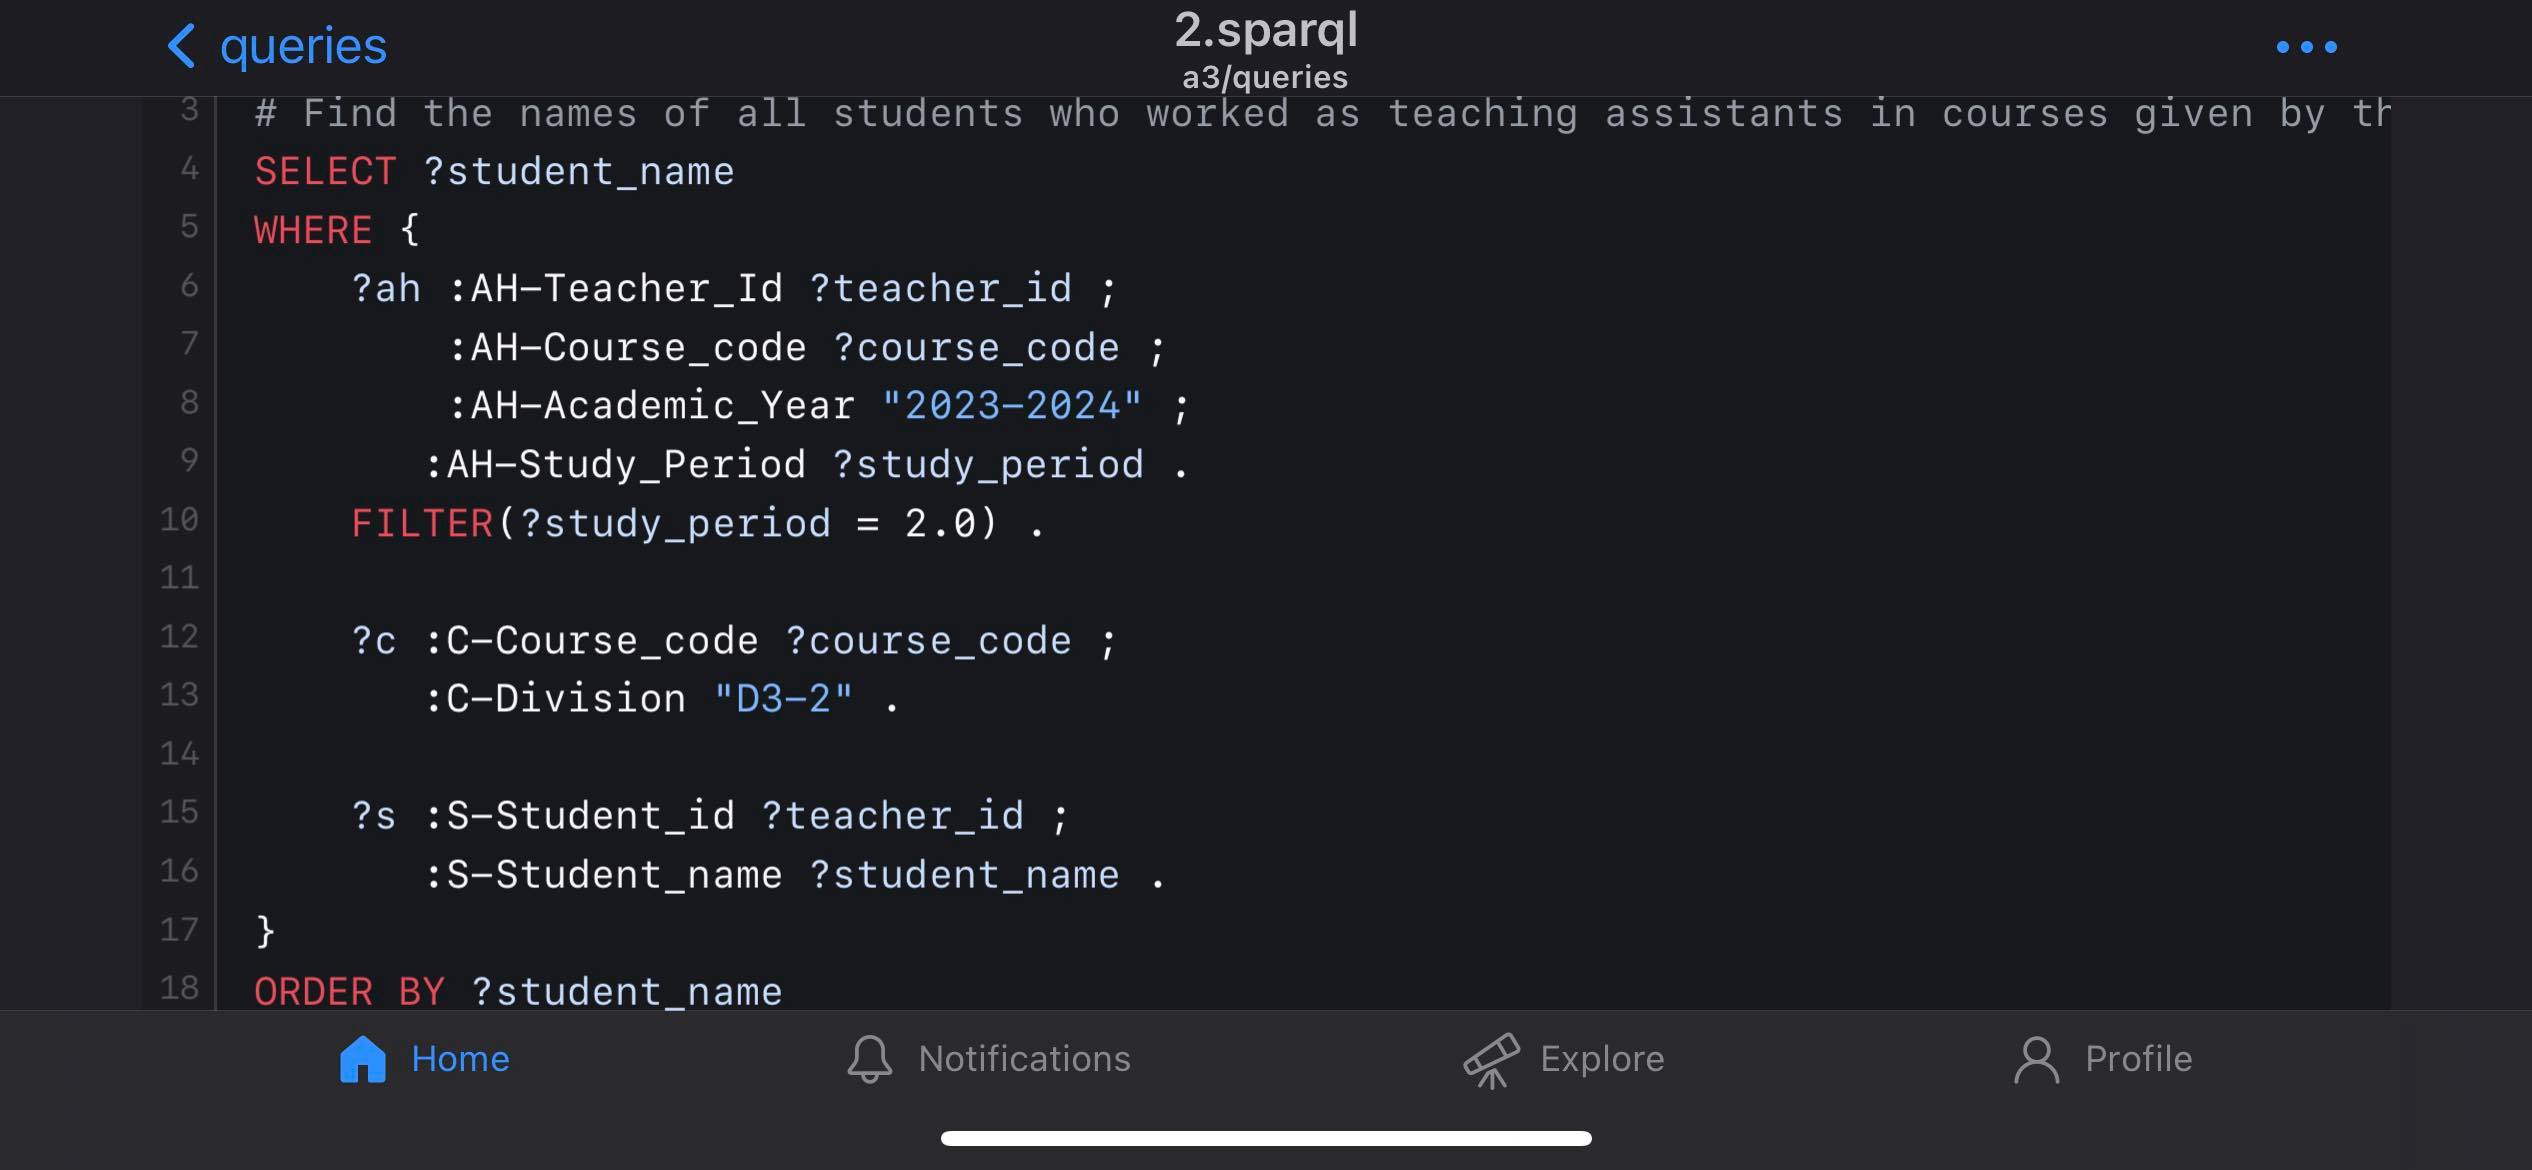 queries
2.sparql
a3/queries
3 # Find the names of all students who worked as teaching assistants in courses given by th
4 SELECT ?student_name
5 WHERE {
6 ?ah :AH-Teacher_Id ?teacher_id ;
7 :AH-Course_code ?course_code ;
8 :AH-Academic_Year "2023-2024" ;
9 :AH-Study_Period ?study_period .
10 FILTER(?study_period = 2.0) .
11
12 ?c :C-Course_code ?course_code ;
13 :C-Division "D3-2" .
14
15 ?s :S-Student_id ?teacher_id ;
16 :S-Student_name ?student_name .
17 }
18 ORDER BY ?student_name
Home
Notifications
Explore
Profile